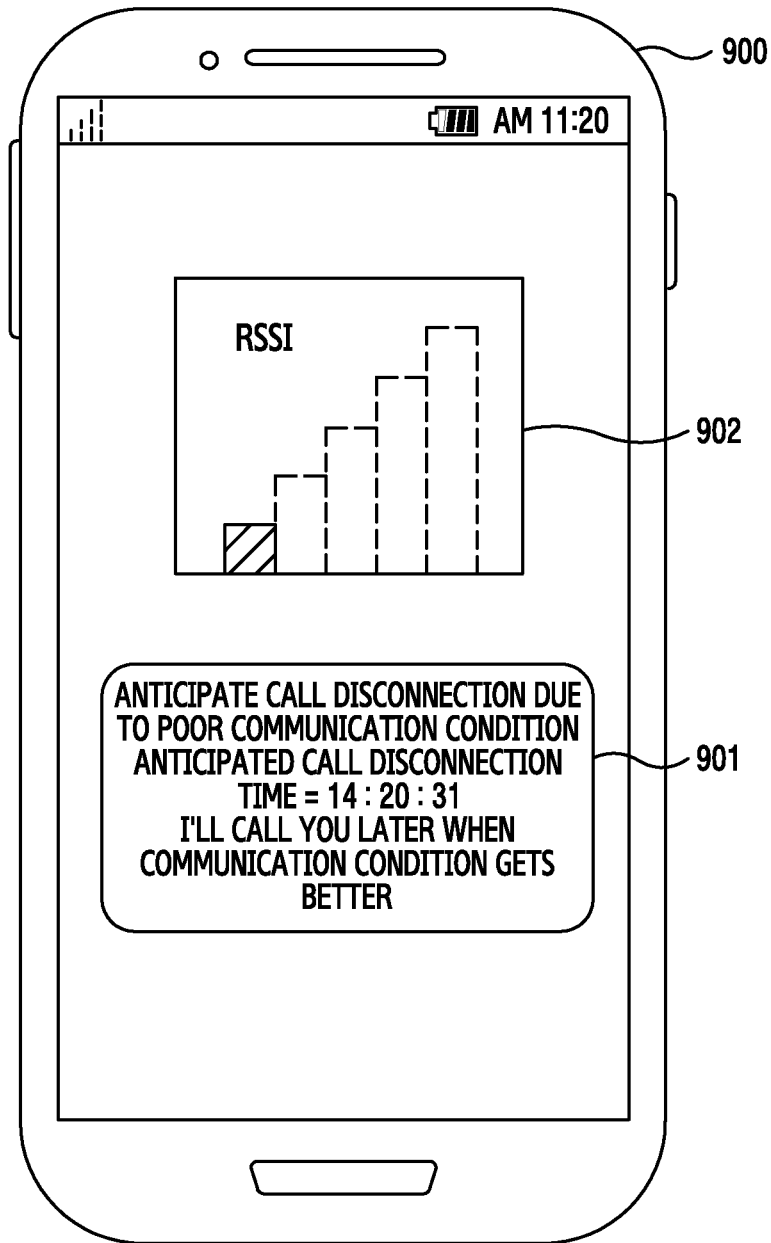 900
AM 11:20
RSSI
902
ANTICIPATE CALL DISCONNECTION DUE
TO POOR COMMUNICATION CONDITION
ANTICIPATED CALL DISCONNECTION
TIME = 14 : 20 : 31
I'LL CALL YOU LATER WHEN
COMMUNICATION CONDITION GETS
BETTER
901